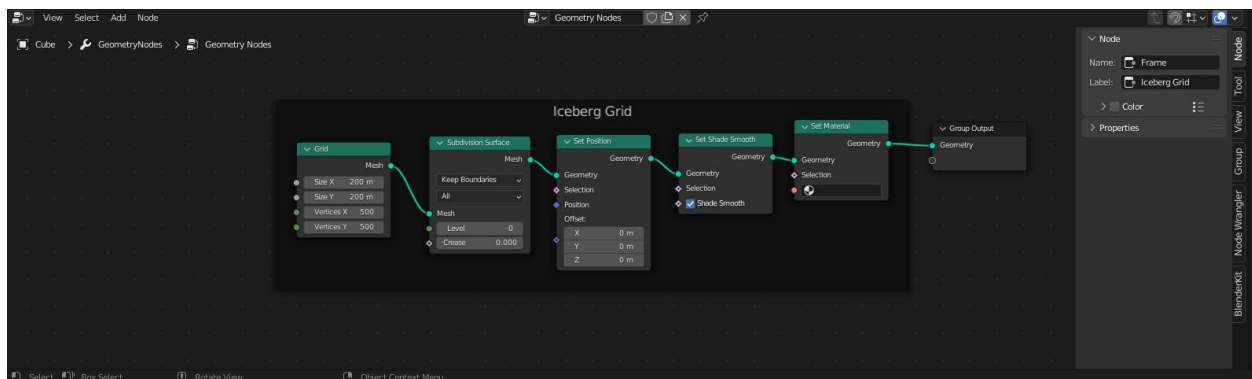 View Select Add Node
Geometry Nodes
Cube > GeometryNodes > Geometry Nodes
Iceberg Grid
Grid
Mesh
Size X 200 m
Size Y 200 m
Vertices X 500
Vertices Y 500
Subdivision Surface
Mesh
Keep Boundaries
All
Mesh
Level 0
Crease 0.000
Set Position
Geometry
Geometry
Selection
Position
Offset:
X 0 m
Y 0 m
Z 0 m
Set Shade Smooth
Geometry
Geometry
Selection
Shade Smooth
Set Material
Geometry
Geometry
Selection
Group Output
Geometry
Node
Name: Frame
Label: Iceberg Grid
Color
Properties
Node
Tool
View
Group
Node Wrangler
BlenderKit
Select Box Select Rotate View Object Context Menu